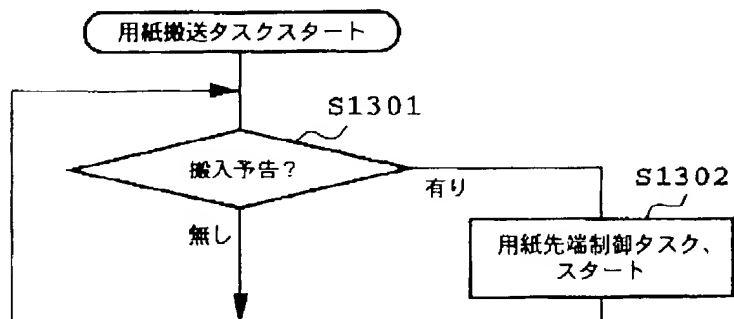 用紙搬送タスクスタート
S1301
搬入予告?
有り
S1302
無し
用紙先端制御タスク、
スタート